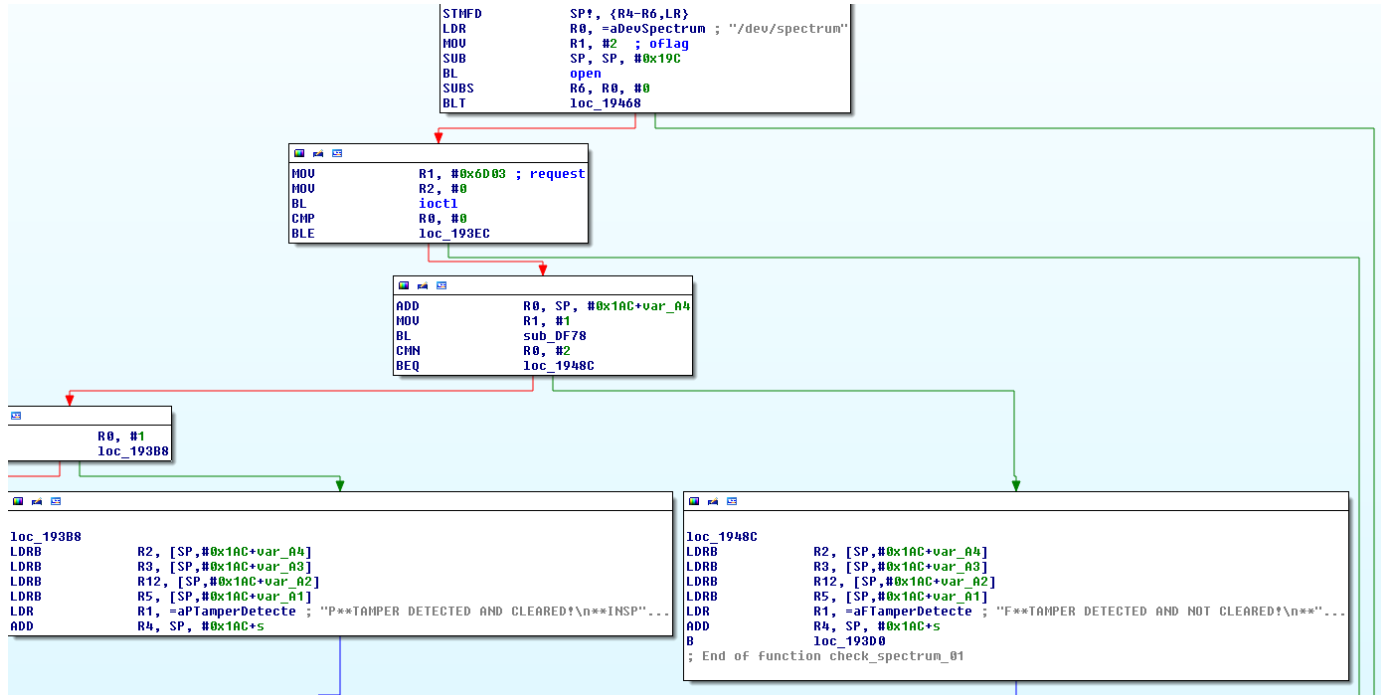 STMFD SP!, {R4-R6,LR}
LDR R0, =aDevSpectrum ; "/dev/spectrum"
MOV R1, #2 ; oflag
SUB SP, SP, #0x19C
BL open
SUBS R6, R0, #0
BLT loc_19468
MOV R1, #0x6D03 ; request
MOV R2, #0
BL ioctl
CMP R0, #0
BLE loc_193EC
ADD R0, SP, #0x1AC+var_A4
MOV R1, #1
BL sub_DF78
CMN R0, #2
BEQ loc_1948C
R0, #1
loc_193B8
loc_193B8
LDRB R2, [SP,#0x1AC+var_A4]
LDRB R3, [SP,#0x1AC+var_A3]
LDRB R12, [SP,#0x1AC+var_A2]
LDRB R5, [SP,#0x1AC+var_A1]
LDR R1, =aPTamperDetecte ; "P**TAMPER DETECTED AND CLEARED!\n**INSP"...
ADD R4, SP, #0x1AC+s
loc_1948C
LDRB R2, [SP,#0x1AC+var_A4]
LDRB R3, [SP,#0x1AC+var_A3]
LDRB R12, [SP,#0x1AC+var_A2]
LDRB R5, [SP,#0x1AC+var_A1]
LDR R1, =aFTamperDetecte ; "F**TAMPER DETECTED AND NOT CLEARED!\n**"...
ADD R4, SP, #0x1AC+s
B loc_193D0
; End of function check_spectrum_01